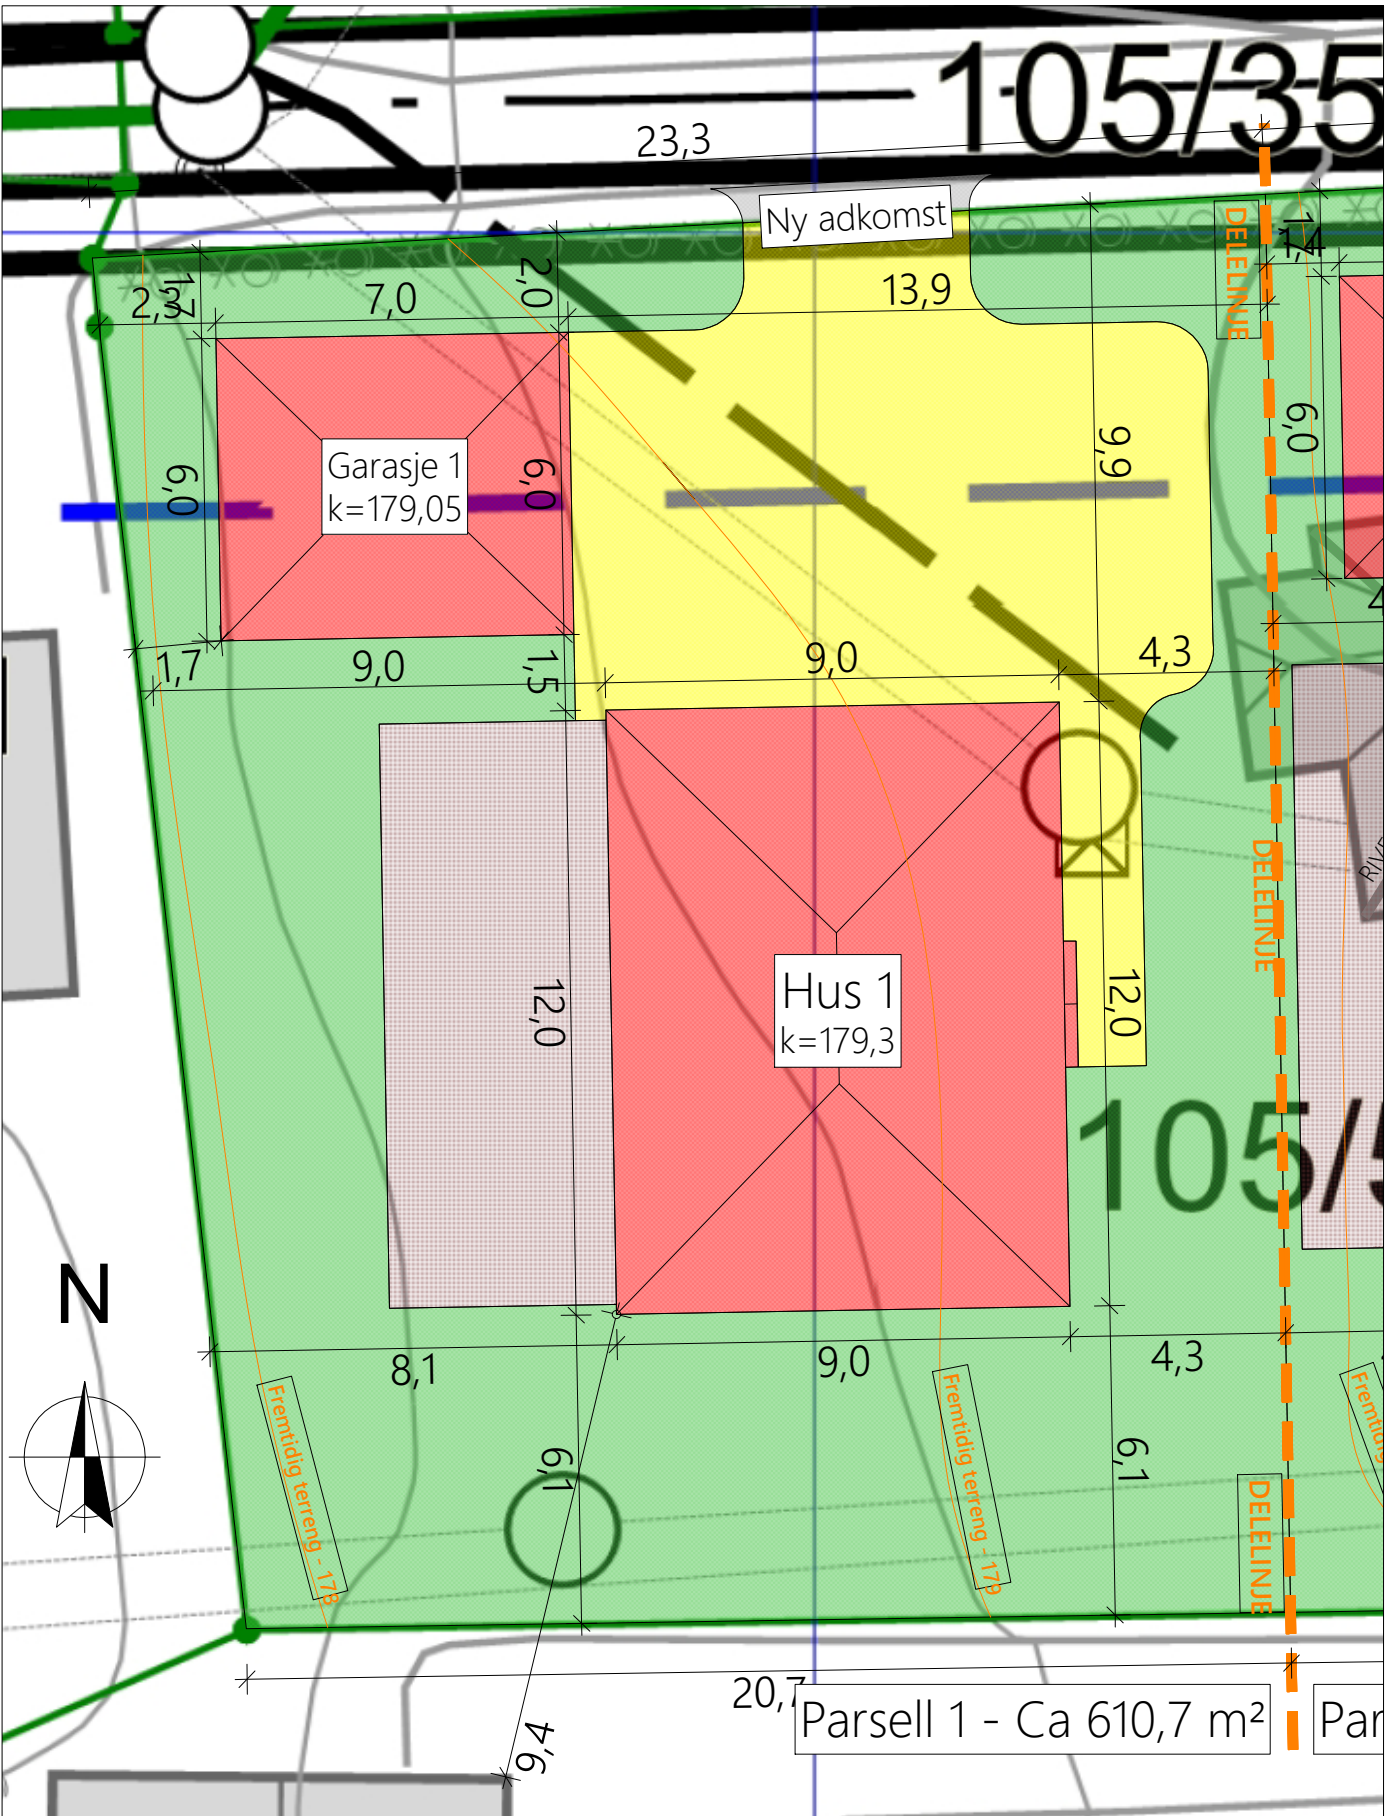 105/35
23,3
Ny adkomst
DELELINJE
1,4
2,3
1,7
7,0
2,0
13,9
Garasje 1
k=179,05
6,0
6,0
9,9
6,0
1,7
9,0
1,5
9,0
4,3
4
DELELINJE
12,0
Hus 1
k=179,3
12,0
105/5
N
8,1
9,0
4,3
Fremtidig terreng - 178
6,1
Fremtidig terreng - 179
6,1
DELELINJE
20,7
Parsell 1 - Ca 610,7 m²
9,4